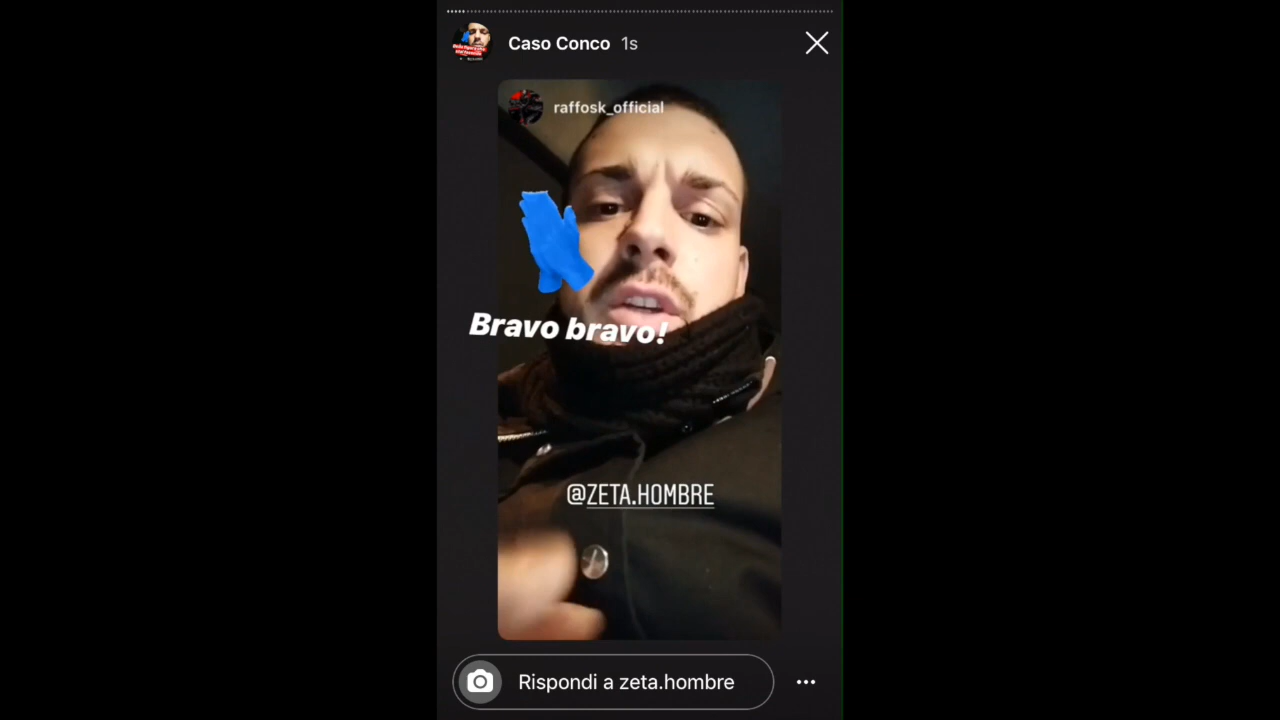 Caso Conco 1s
raffosk_official
Bravo bravo!
@ZETA.HOMBRE
Rispondi a zeta.hombre